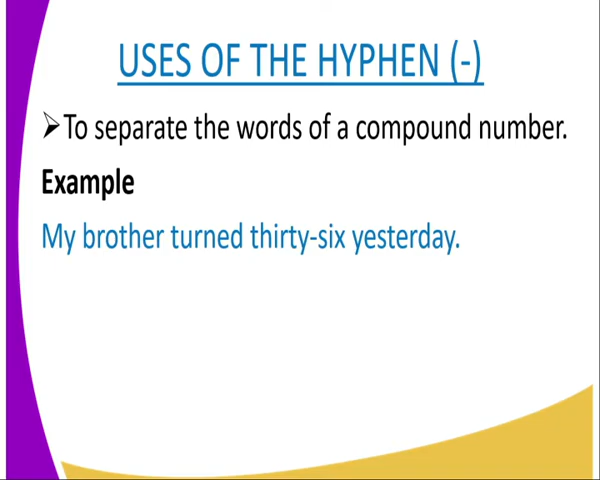 USES OF THE HYPHEN (-)
➢To separate the words of a compound number.
Example
My brother turned thirty-six yesterday.